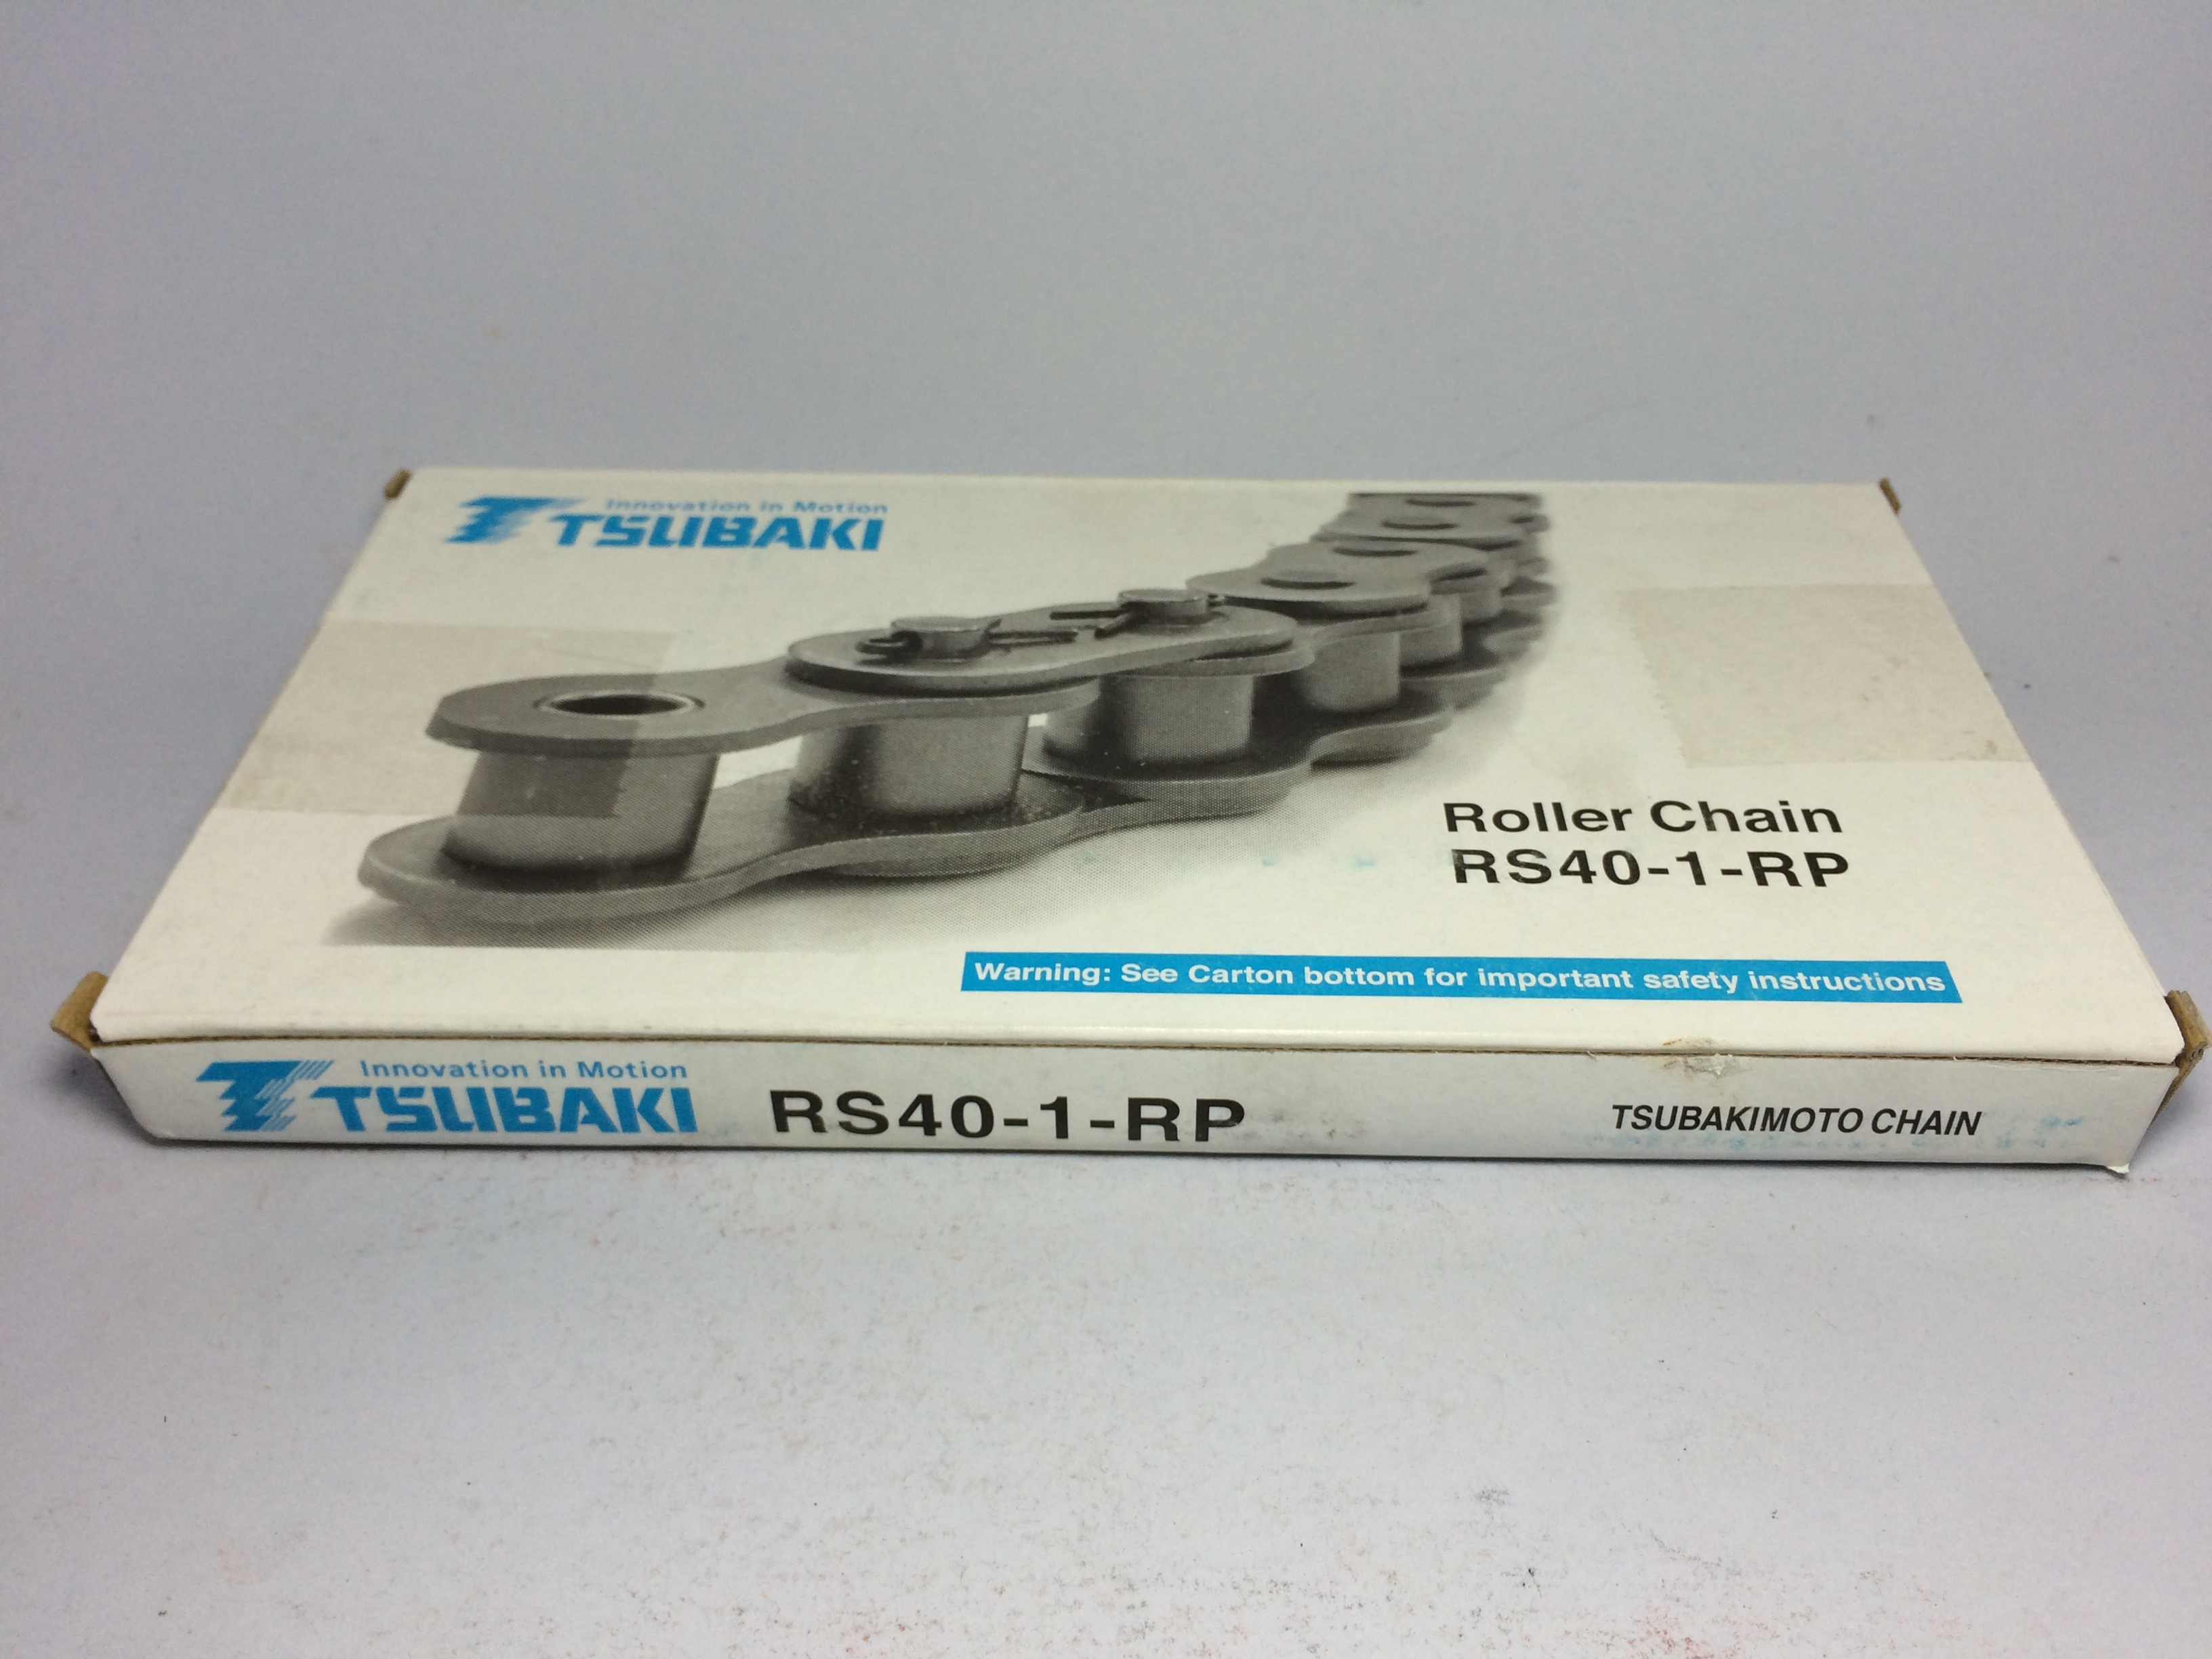 Innovation in Motion
TSUBAKI
Roller Chain
RS40-1-RP
Warning: See Carton bottom for important safety instructions
Innovation in Motion
TSUBAKI
RS40-1-RP
TSUBAKIMOTO CHAIN